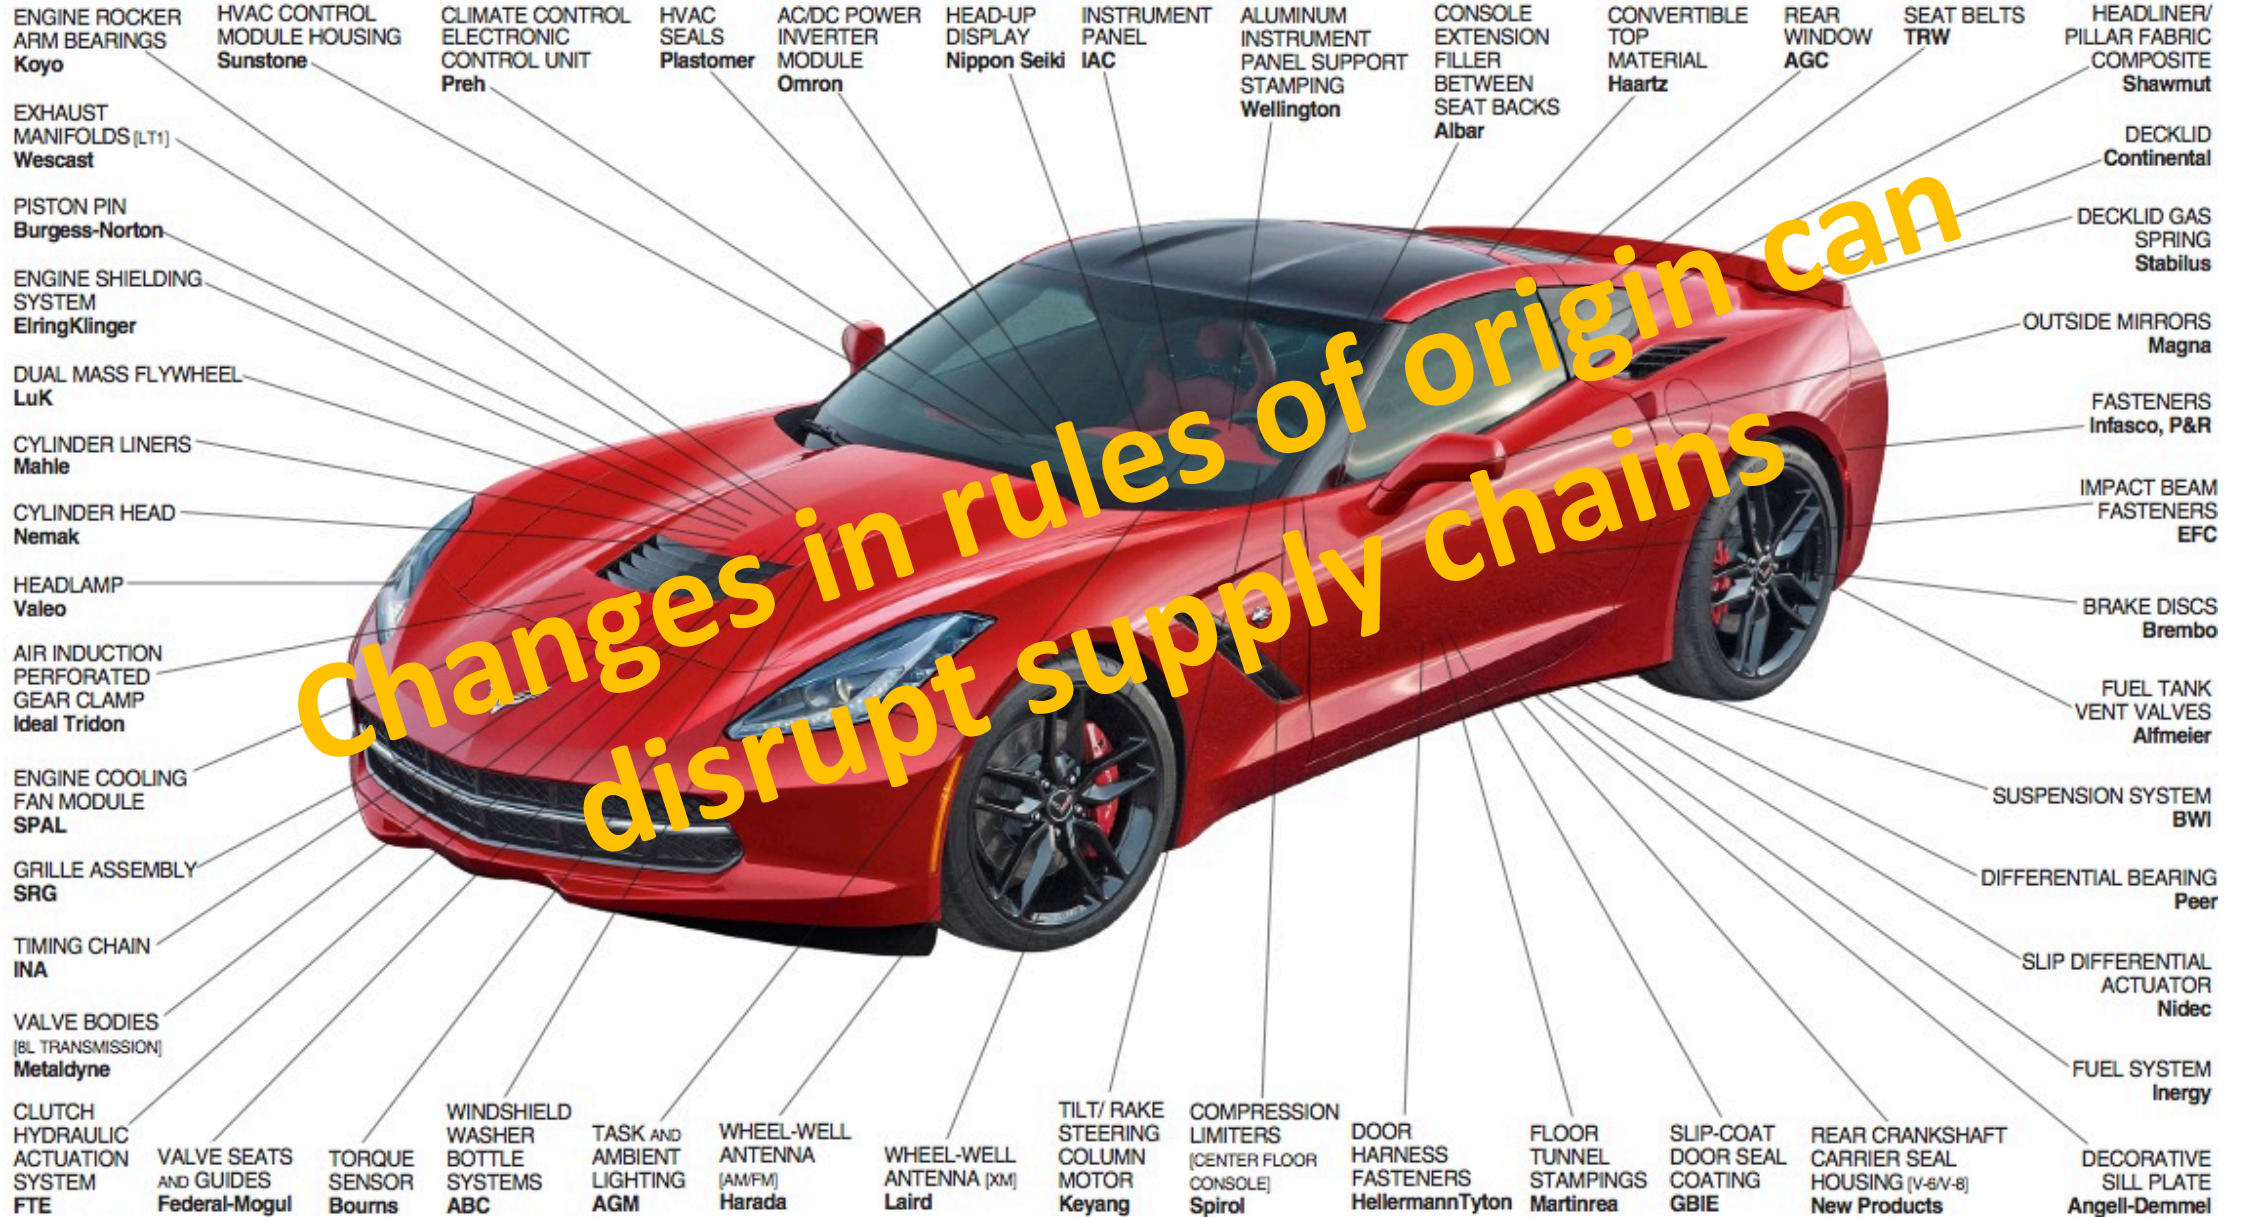 ENGINE ROCKER
ARM BEARINGS
Koyo
HVAC CONTROL
MODULE HOUSING
Sunstone
CLIMATE CONTROL
ELECTRONIC
CONTROL UNIT
Preh
HVAC
SEALS
Plastomer
AC/DC POWER
INVERTER
MODULE
Omron
HEAD-UP
DISPLAY
Nippon Seiki
INSTRUMENT
PANEL
IAC
ALUMINUM
INSTRUMENT
PANEL SUPPORT
STAMPING
Wellington
CONSOLE
EXTENSION
FILLER
BETWEEN
SEAT BACKS
Albar
CONVERTIBLE
TOP
MATERIAL
Haartz
REAR
WINDOW
AGC
SEAT BELTS
TRW
HEADLINER/
PILLAR FABRIC
COMPOSITE
Shawmut
EXHAUST
MANIFOLDS [LT1]
Wescast
PISTON PIN
Burgess-Norton
ENGINE SHIELDING
SYSTEM
ElringKlinger
DUAL MASS FLYWHEEL
LuK
CYLINDER LINERS
Mahle
CYLINDER HEAD
Nemak
HEADLAMP
Valeo
AIR INDUCTION
PERFORATED
GEAR CLAMP
Ideal Tridon
ENGINE COOLING
FAN MODULE
SPAL
GRILLE ASSEMBLY
SRG
TIMING CHAIN
INA
VALVE BODIES
[8L TRANSMISSION]
Metaldyne
CLUTCH
HYDRAULIC
ACTUATION
SYSTEM
FTE
Changes in rules of origin can
disrupt supply chains
DECKLID
Continental
DECKLID GAS
SPRING
Stabilus
OUTSIDE MIRRORS
Magna
FASTENERS
Infasco, P&R
IMPACT BEAM
FASTENERS
EFC
BRAKE DISCS
Brembo
FUEL TANK
VENT VALVES
Alfmeier
SUSPENSION SYSTEM
BWI
DIFFERENTIAL BEARING
Peer
SLIP DIFFERENTIAL
ACTUATOR
Nidec
FUEL SYSTEM
Inergy
DECORATIVE
SILL PLATE
Angell-Demmel
VALVE SEATS
AND GUIDES
Federal-Mogul
TORQUE
SENSOR
Bourns
WINDSHIELD
WASHER
BOTTLE
SYSTEMS
ABC
TASK AND
AMBIENT
LIGHTING
AGM
WHEEL-WELL
ANTENNA
[AM/FM]
Harada
WHEEL-WELL
ANTENNA [XM]
Laird
TILT/ RAKE
STEERING
COLUMN
MOTOR
Keyang
COMPRESSION
LIMITERS
[CENTER FLOOR
CONSOLE]
Spirol
DOOR
HARNESS
FASTENERS
HellermannTyton
FLOOR
TUNNEL
STAMPINGS
Martinrea
SLIP-COAT
DOOR SEAL
COATING
GBIE
REAR CRANKSHAFT
CARRIER SEAL
HOUSING [V-6/V-8]
New Products